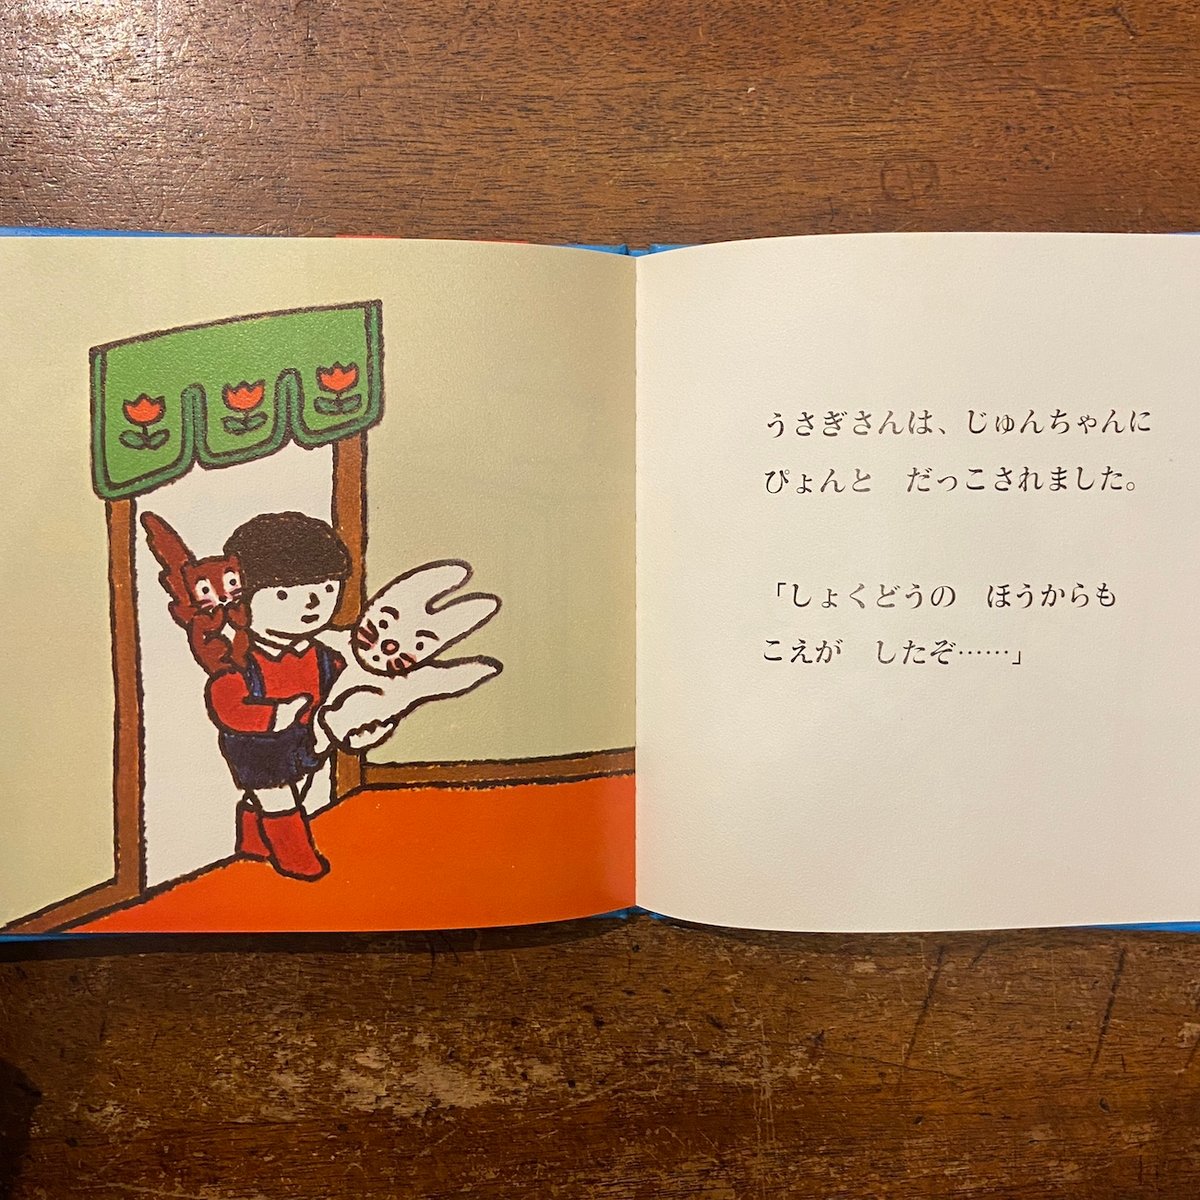 うさぎさんは、じゅんちゃんに
ぴょんと　だっこされました。
「しょくどうの　ほうからも
こえが　したぞ……」